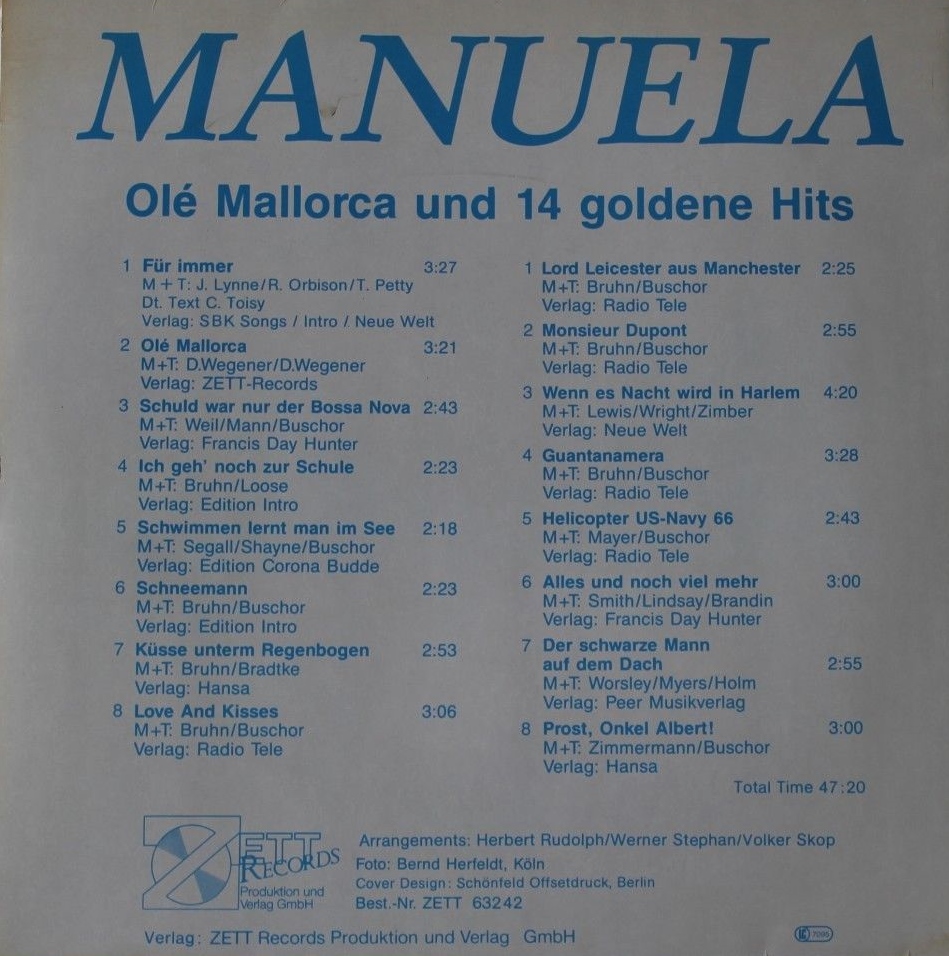 MANUELA
Olé Mallorca und 14 goldene Hits
1 Für immer 3:27
M + T: J. Lynne/R. Orbison/T. Petty
Dt. Text C. Toisy
Verlag: SBK Songs / Intro / Neue Welt
2 Olé Mallorca 3:21
M+T: D.Wegener/D.Wegener
Verlag: ZETT-Records
3 Schuld war nur der Bossa Nova 2:43
M+T: Weil/Mann/Buschor
Verlag: Francis Day Hunter
4 Ich geh' noch zur Schule 2:23
M+T: Bruhn/Loose
Verlag: Edition Intro
5 Schwimmen lernt man im See 2:18
M+T: Segall/Shayne/Buschor
Verlag: Edition Corona Budde
6 Schneemann 2:23
M+T: Bruhn/Buschor
Verlag: Edition Intro
7 Küsse unterm Regenbogen 2:53
M+T: Bruhn/Bradtke
Verlag: Hansa
8 Love And Kisses 3:06
M+T: Bruhn/Buschor
Verlag: Radio Tele
1 Lord Leicester aus Manchester 2:25
M+T: Bruhn/Buschor
Verlag: Radio Tele
2 Monsieur Dupont 2:55
M+T: Bruhn/Buschor
Verlag: Radio Tele
3 Wenn es Nacht wird in Harlem 4:20
M+T: Lewis/Wright/Zimber
Verlag: Neue Welt
4 Guantanamera 3:28
M+T: Bruhn/Buschor
Verlag: Radio Tele
5 Helicopter US-Navy 66 2:43
M+T: Mayer/Buschor
Verlag: Radio Tele
6 Alles und noch viel mehr 3:00
M+T: Smith/Lindsay/Brandin
Verlag: Francis Day Hunter
7 Der schwarze Mann
auf dem Dach 2:55
M+T: Worsley/Myers/Holm
Verlag: Peer Musikverlag
8 Prost, Onkel Albert! 3:00
M+T: Zimmermann/Buschor
Verlag: Hansa
Total Time 47:20
ZETT
RECORDS
Produktion und
Verlag GmbH
Arrangements: Herbert Rudolph/Werner Stephan/Volker Skop
Foto: Bernd Herfeldt, Köln
Cover Design: Schönfeld Offsetdruck, Berlin
Best.-Nr. ZETT 63242
Verlag: ZETT Records Produktion und Verlag GmbH
LC 7095